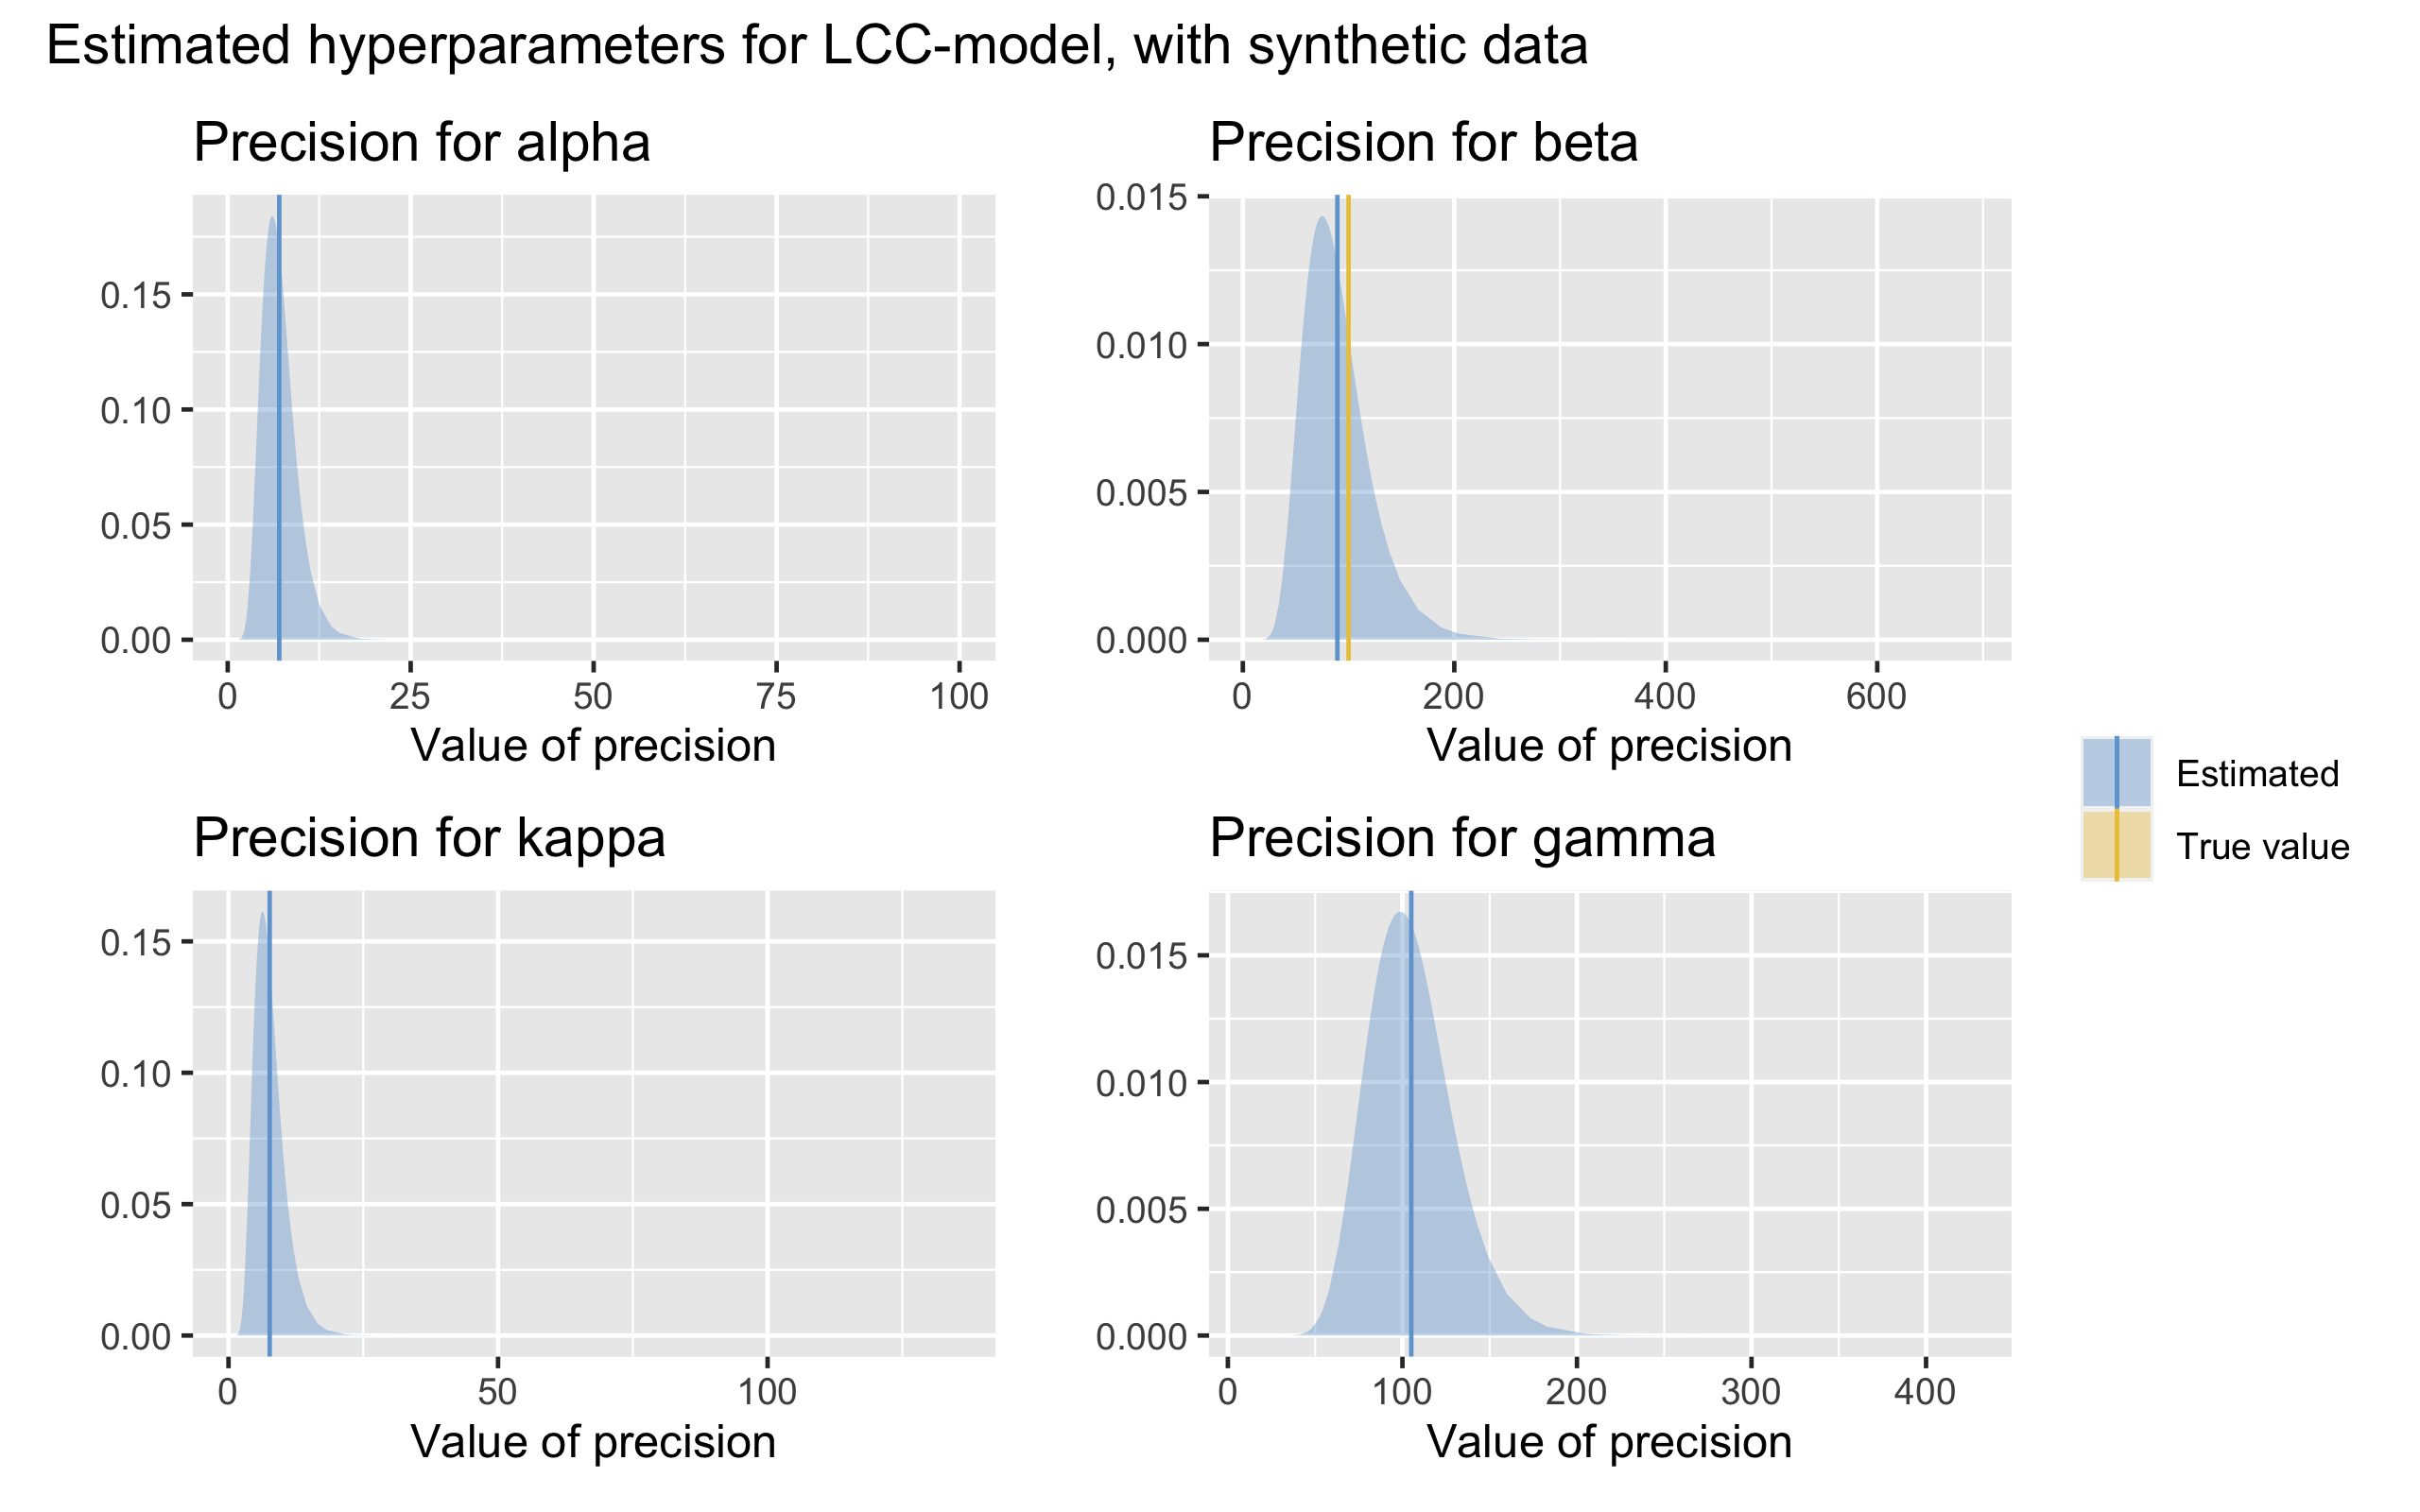 Estimated hyperparameters for LCC-model, with synthetic data
Precision for alpha
0.15
0.10
0.05
0.00
0 25 50 75 100
Value of precision
Precision for beta
0.015
0.010
0.005
0.000
0 200 400 600
Value of precision
Precision for kappa
0.15
0.10
0.05
0.00
0 50 100
Value of precision
Precision for gamma
0.015
0.010
0.005
0.000
0 100 200 300 400
Value of precision
Estimated
True value